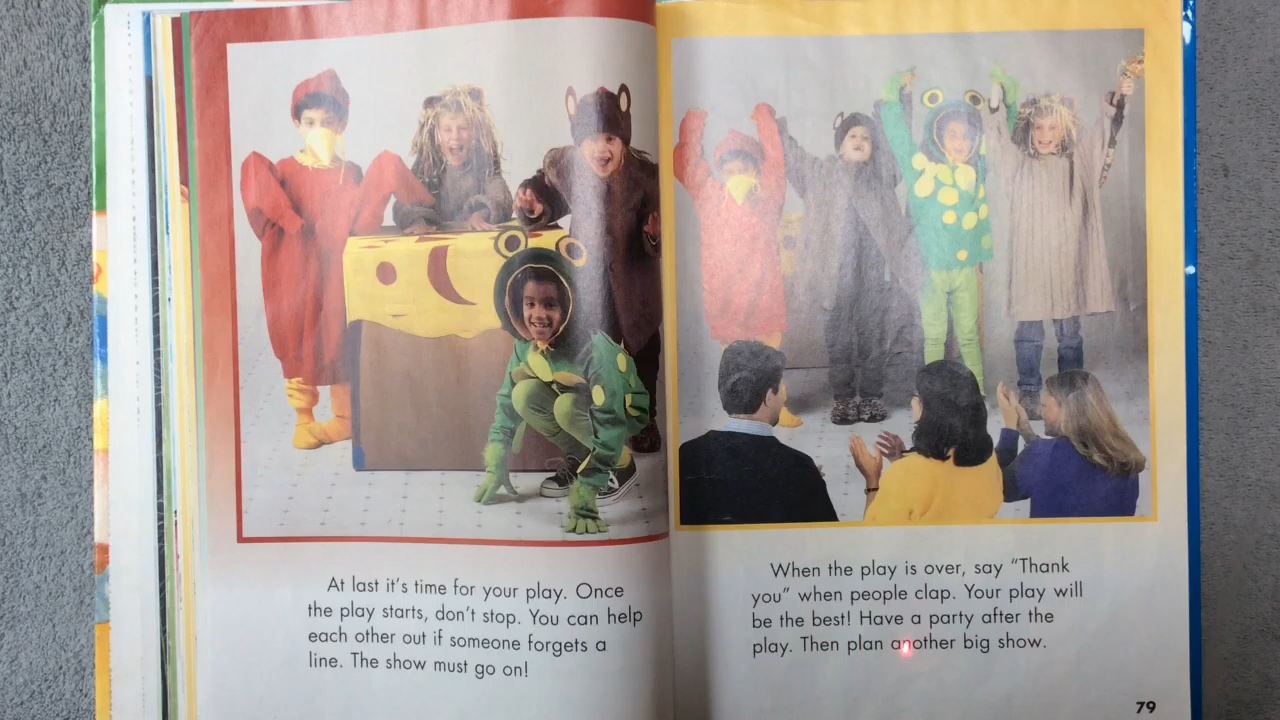 At last it's time for your play. Once
the play starts, don't stop. You can help
each other out if someone forgets a
line. The show must go on!
When the play is over, say “Thank
you” when people clap. Your play will
be the best! Have a party after the
play. Then plan another big show.
79